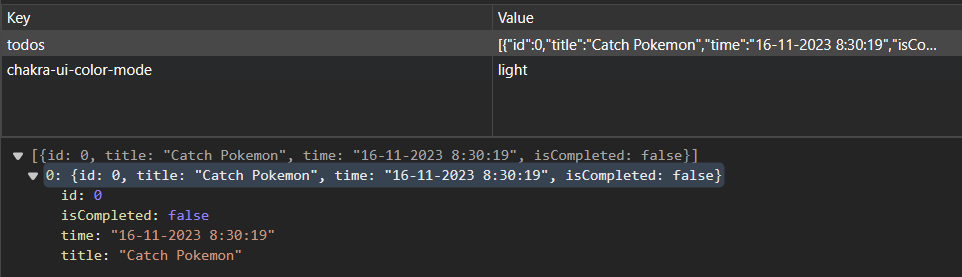 Key Value
todos [{"id":0,"title":"Catch Pokemon","time":"16-11-2023 8:30:19","isCo...
chakra-ui-color-mode light
[{id: 0, title: "Catch Pokemon", time: "16-11-2023 8:30:19", isCompleted: false}]
0: {id: 0, title: "Catch Pokemon", time: "16-11-2023 8:30:19", isCompleted: false}
id: 0
isCompleted: false
time: "16-11-2023 8:30:19"
title: "Catch Pokemon"